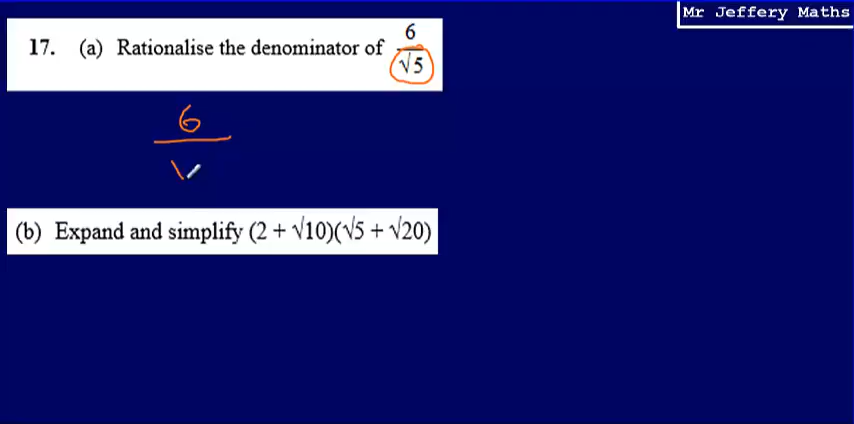 Mr Jeffery Maths
17. (a) Rationalise the denominator of 6/√5
6
√
(b) Expand and simplify (2 + √10)(√5 + √20)